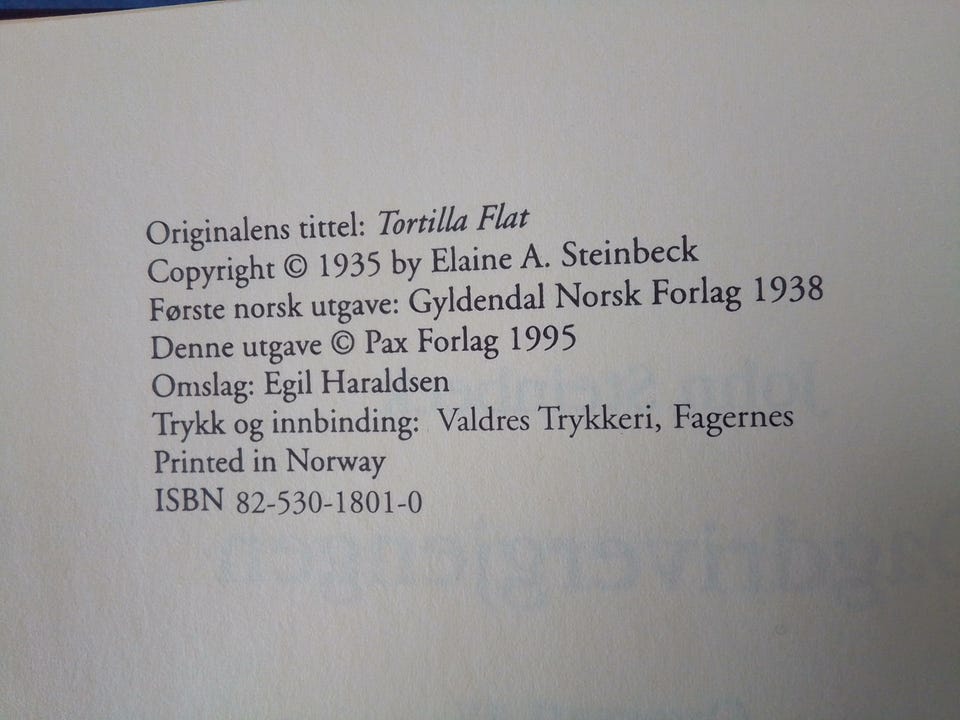 Originalens tittel: Tortilla Flat
Copyright © 1935 by Elaine A. Steinbeck
Første norsk utgave: Gyldendal Norsk Forlag 1938
Denne utgave © Pax Forlag 1995
Omslag: Egil Haraldsen
Trykk og innbinding: Valdres Trykkeri, Fagernes
Printed in Norway
ISBN 82-530-1801-0